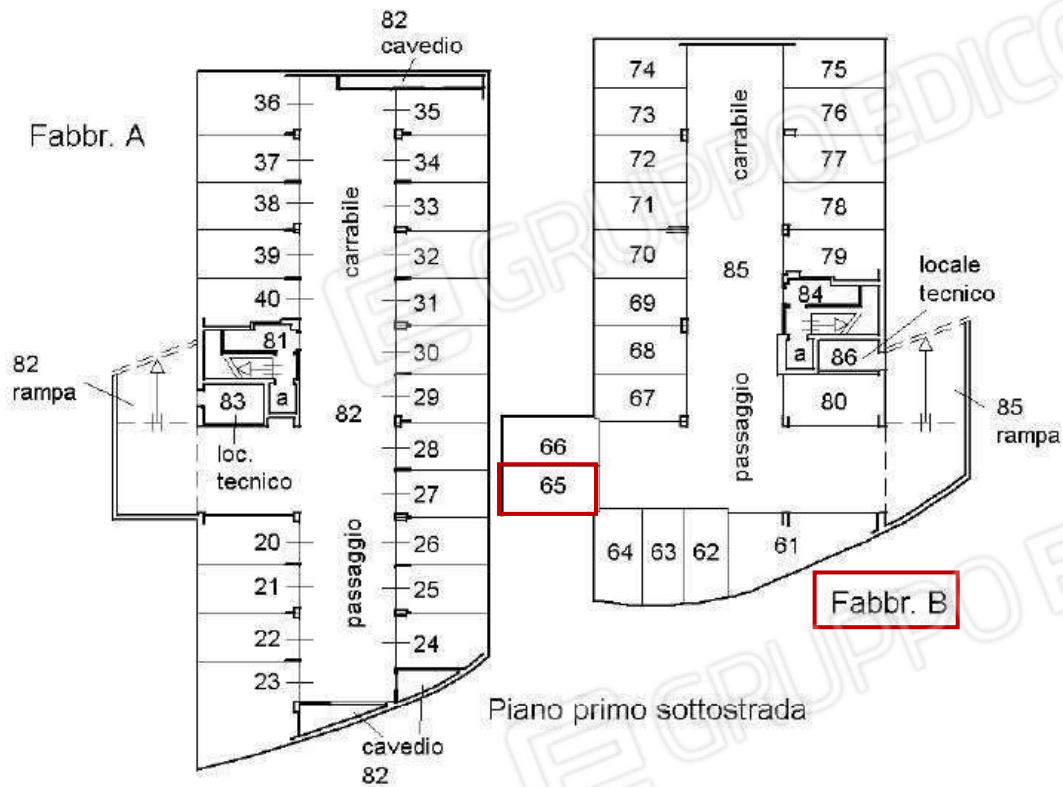 82
cavedio
Fabbr. A
36
35
37
34
38
33
39
32
40
31
81
30
82
rampa
83
a
29
loc.
tecnico
82
28
27
carrabile
passaggio
20
26
21
25
22
24
23
cavedio
82
74
75
73
76
72
77
71
78
70
79
69
84
68
a
86
67
80
66
65
64
63
62
61
carrabile
85
passaggio
locale
tecnico
85
rampa
Fabbr. B
Piano primo sottostrada
GRUPPO EDICO
GRUPPO E